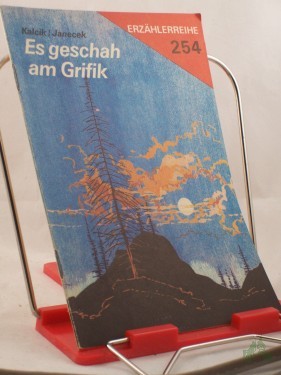 Kalcik / Janecek
Es geschah
am Grifik
ERZÄHLERREIHE
254